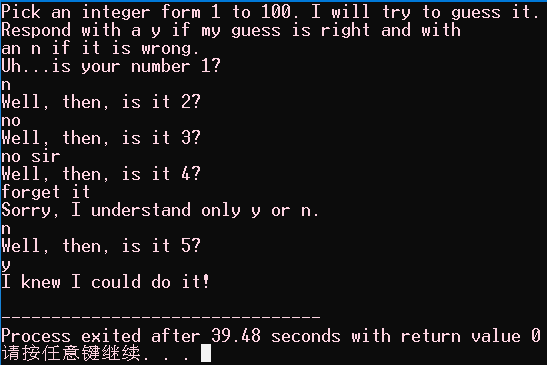 Pick an integer form 1 to 100. I will try to guess it.
Respond with a y if my guess is right and with
an n if it is wrong.
Uh...is your number 1?
n
Well, then, is it 2?
no
Well, then, is it 3?
no sir
Well, then, is it 4?
forget it
Sorry, I understand only y or n.
n
Well, then, is it 5?
y
I knew I could do it!
--------------------------------
Process exited after 39.48 seconds with return value 0
请按任意键继续. . .